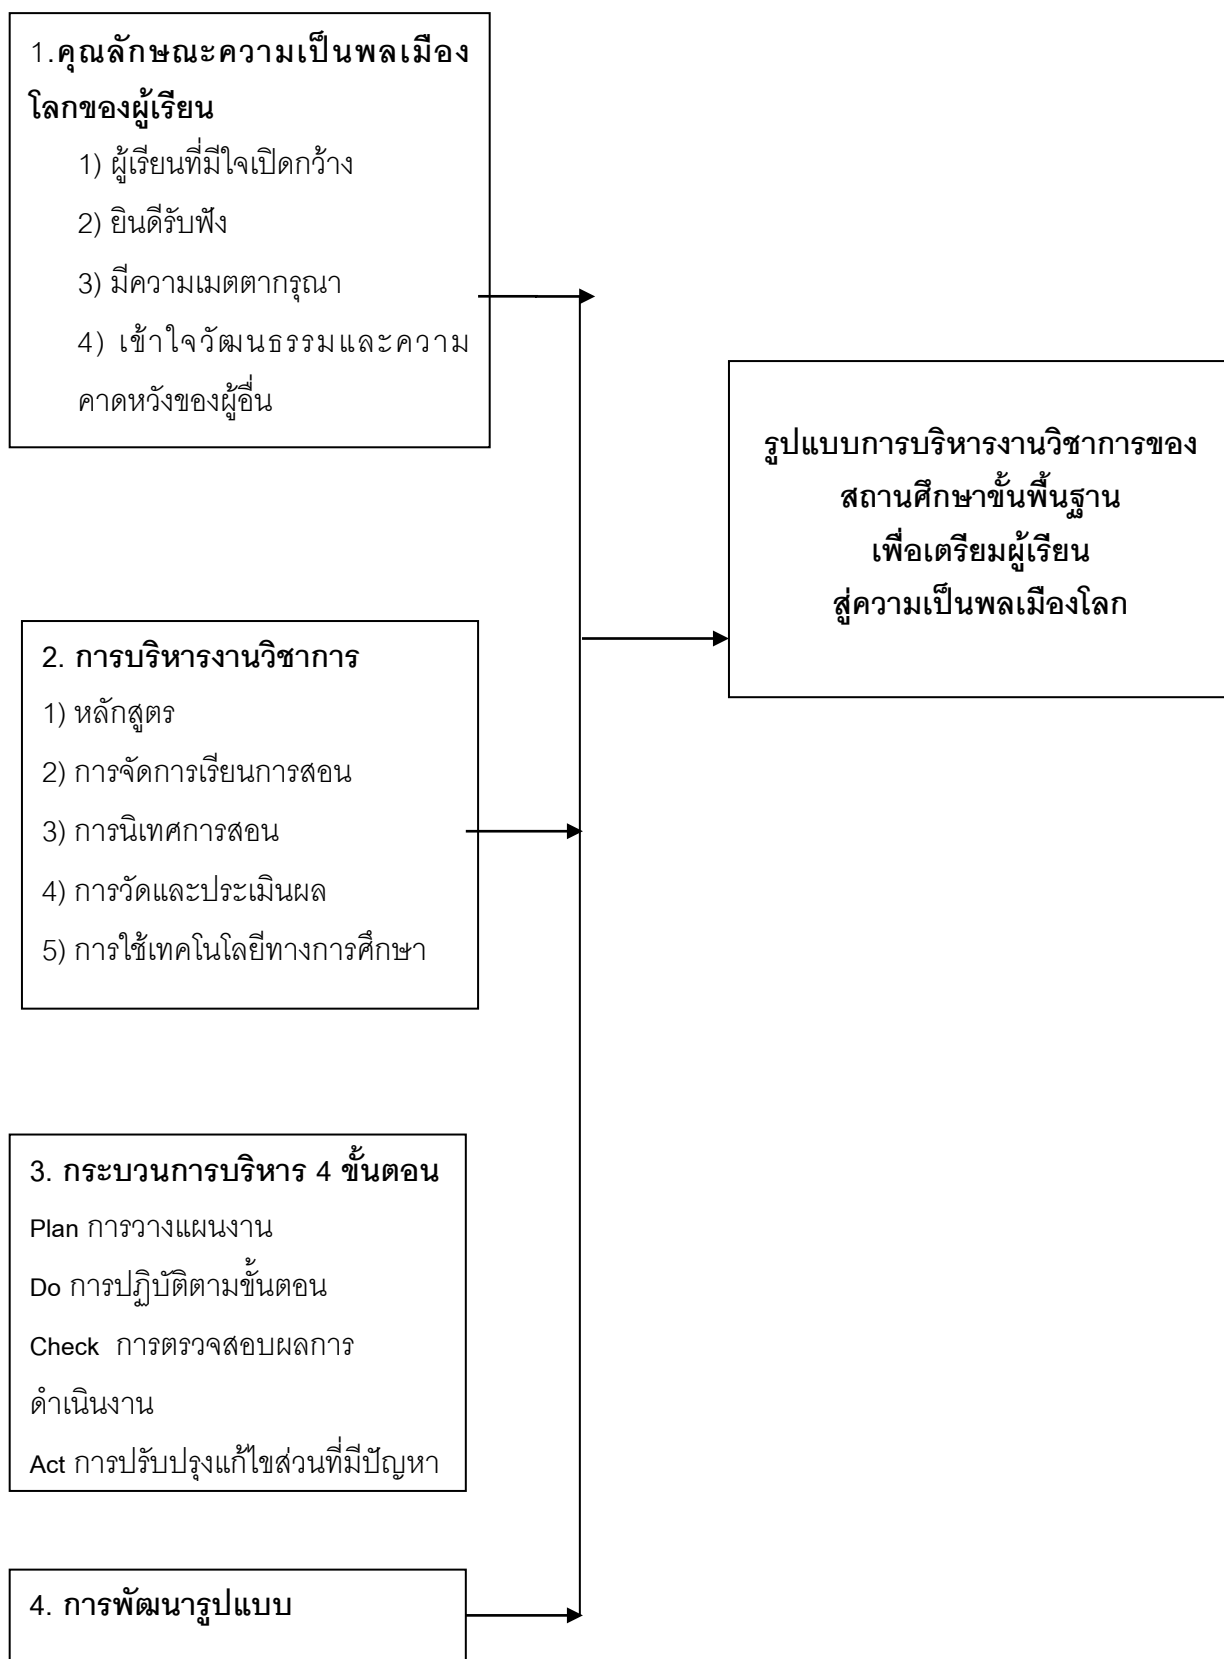 1.คุณลักษณะความเป็นพลเมือง
โลกของผู้เรียน
1) ผู้เรียนที่มีใจเปิดกว้าง
2) ยินดีรับฟัง
3) มีความเมตตากรุณา
4) เข้าใจวัฒนธรรมและความ
คาดหวังของผู้อื่น
รูปแบบการบริหารงานวิชาการของ
สถานศึกษาขั้นพื้นฐาน
เพื่อเตรียมผู้เรียน
สู่ความเป็นพลเมืองโลก
2. การบริหารงานวิชาการ
1) หลักสูตร
2) การจัดการเรียนการสอน
3) การนิเทศการสอน
4) การวัดและประเมินผล
5) การใช้เทคโนโลยีทางการศึกษา
3. กระบวนการบริหาร 4 ขั้นตอน
Plan การวางแผนงาน
Do การปฏิบัติตามขั้นตอน
Check การตรวจสอบผลการ
ดำเนินงาน
Act การปรับปรุงแก้ไขส่วนที่มีปัญหา
4. การพัฒนารูปแบบ